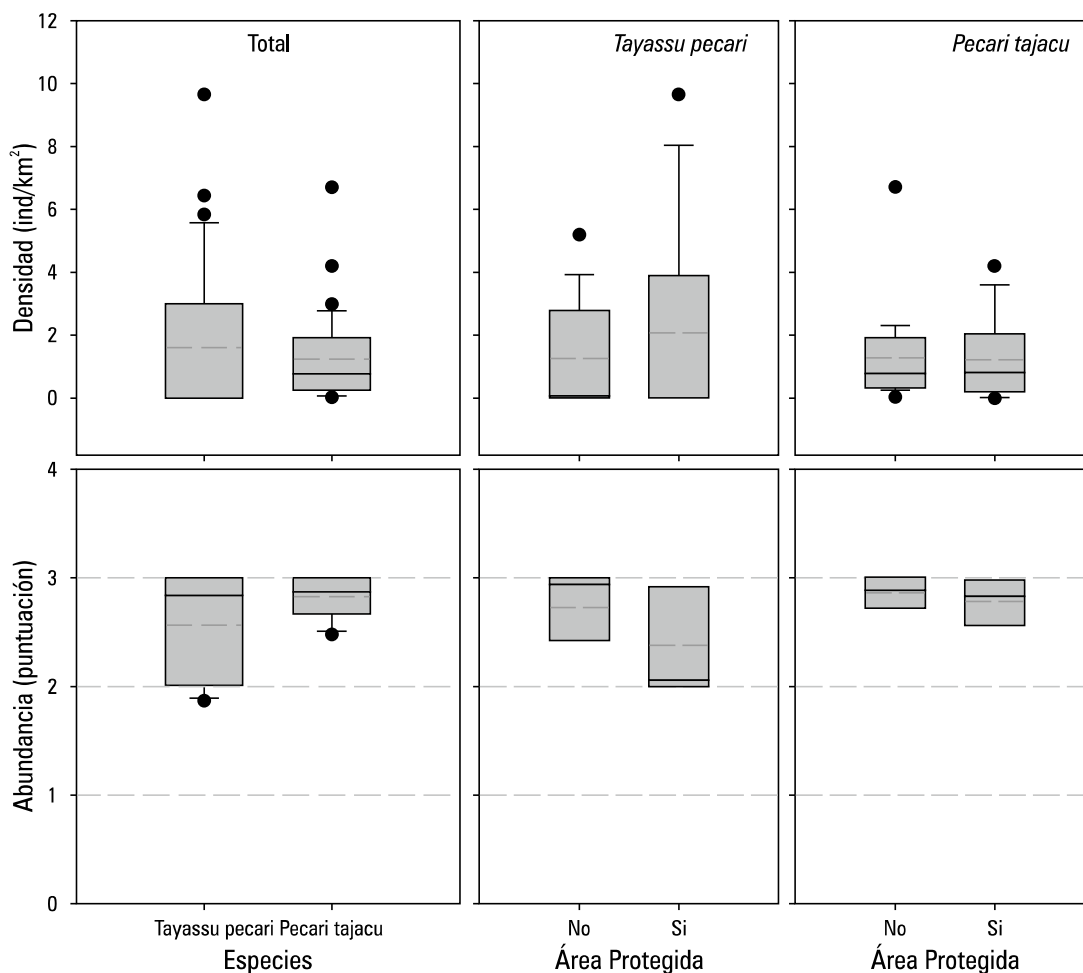 Total
Tayassu pecari
Pecari tajacu
Densidad (ind/km²)
12
10
8
6
4
2
0
Abundancia (puntuación)
4
3
2
1
0
Tayassu pecari Pecari tajacu
No Si
No Si
Especies
Área Protegida
Área Protegida